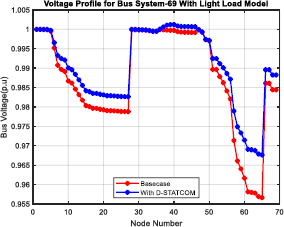 Voltage Profile for Bus System-69 With Light Load Model
1.005
1
0.995
0.99
0.985
0.98
0.975
0.97
0.965
0.96
0.955
Bus Voltage(p.u)
Basecase
With D-STATCOM
0 10 20 30 40 50 60 70
Node Number